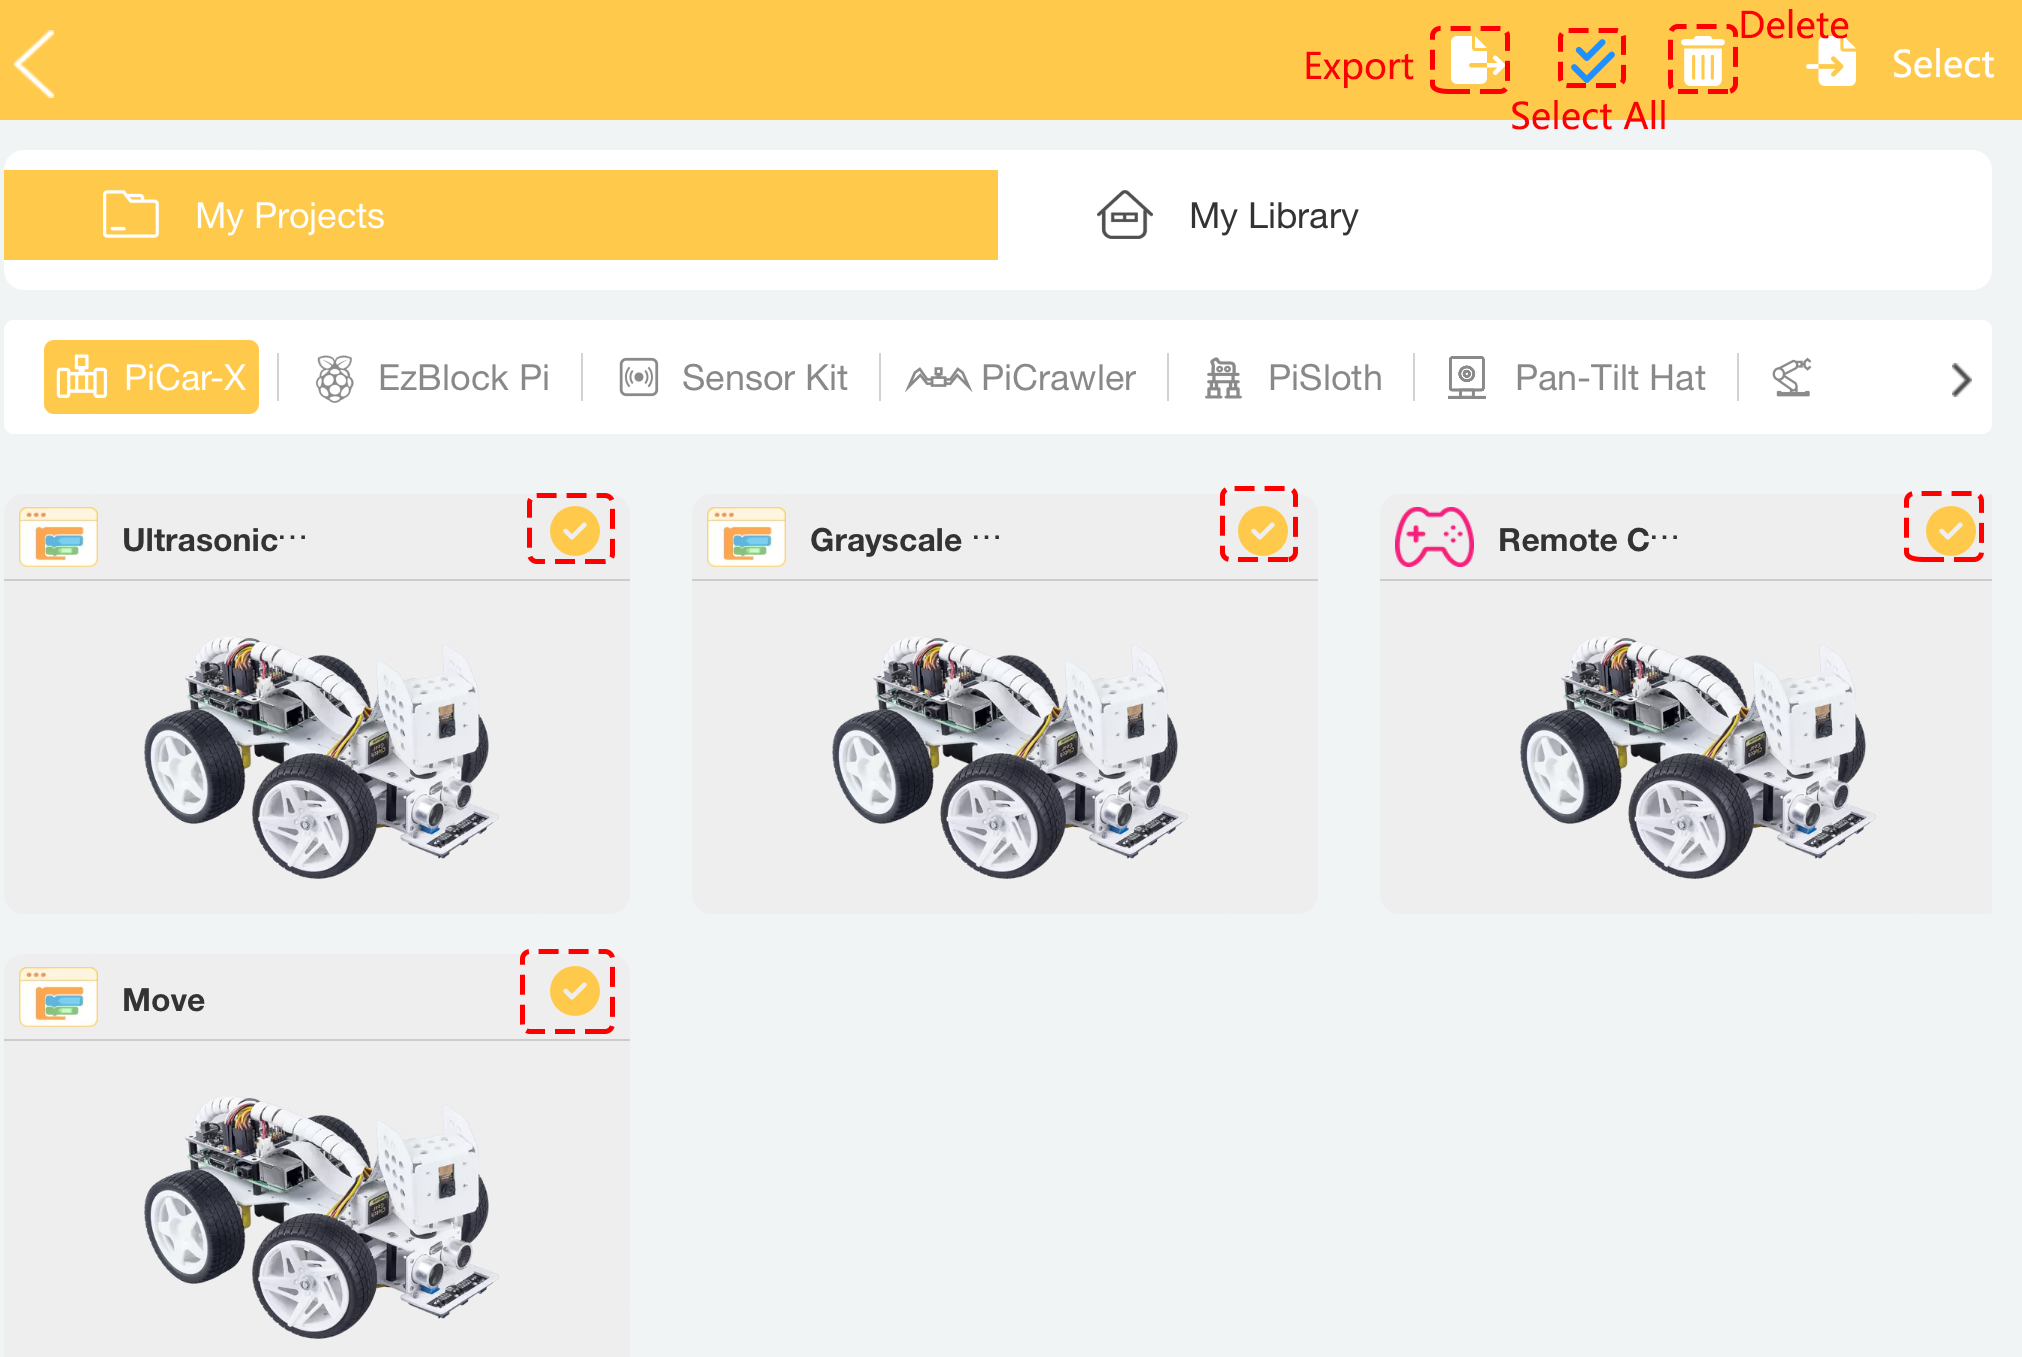 Delete
Export
Select
Select All
My Projects
My Library
PiCar-X
EzBlock Pi
Sensor Kit
PiCrawler
PiSloth
Pan-Tilt Hat
Ultrasonic···
Grayscale ···
Remote C···
Move